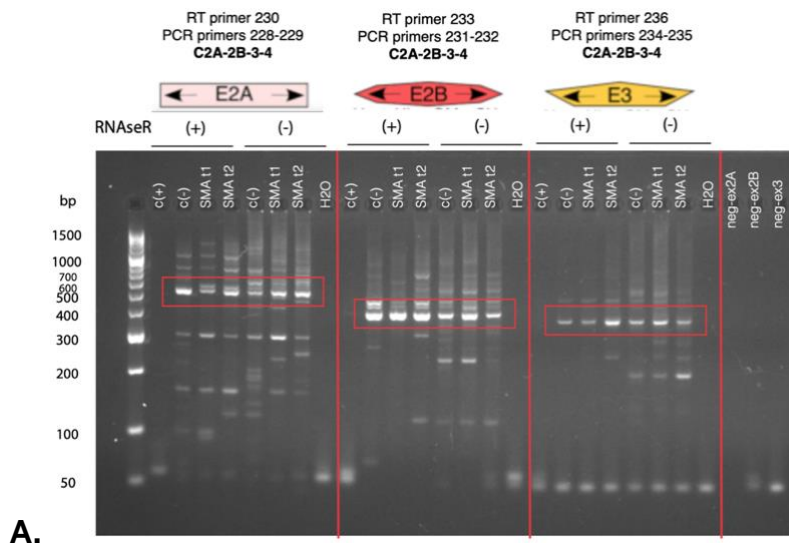 RT primer 230
PCR primers 228-229
C2A-2B-3-4
E2A
RT primer 233
PCR primers 231-232
C2A-2B-3-4
E2B
RT primer 236
PCR primers 234-235
C2A-2B-3-4
E3
RNAseR (+) (-) (+) (-) (+) (-)
bp c(+) c(-) SMA t1 SMA t2 c(-) SMA t1 SMA t2 H2O c(+) c(-) SMA t1 SMA t2 c(-) SMA t1 SMA t2 H2O c(+) c(-) SMA t1 SMA t2 c(-) SMA t1 SMA t2 H2O neg-ex2A neg-ex2B neg-ex3
1500
1000
700
600
500
400
300
200
100
50
A.